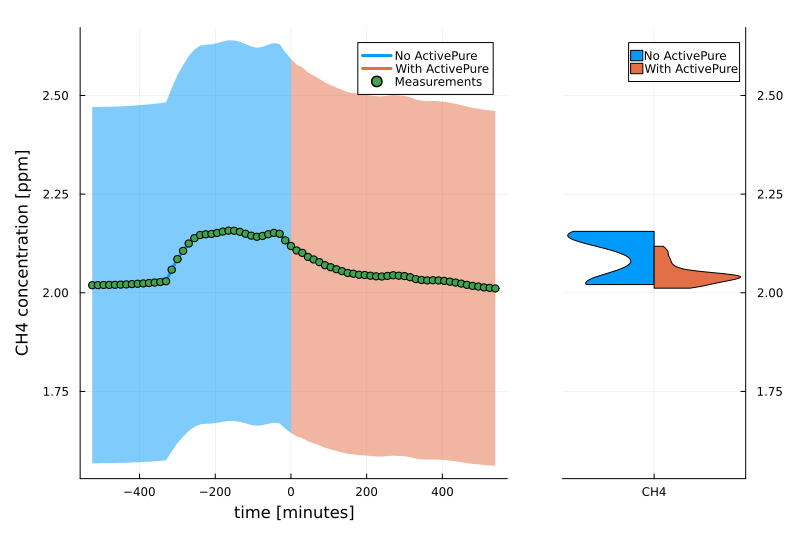 No ActivePure
With ActivePure
Measurements
No ActivePure
With ActivePure
2.50
2.25
2.00
1.75
2.50
2.25
2.00
1.75
CH4 concentration [ppm]
−400
−200
0
200
400
CH4
time [minutes]